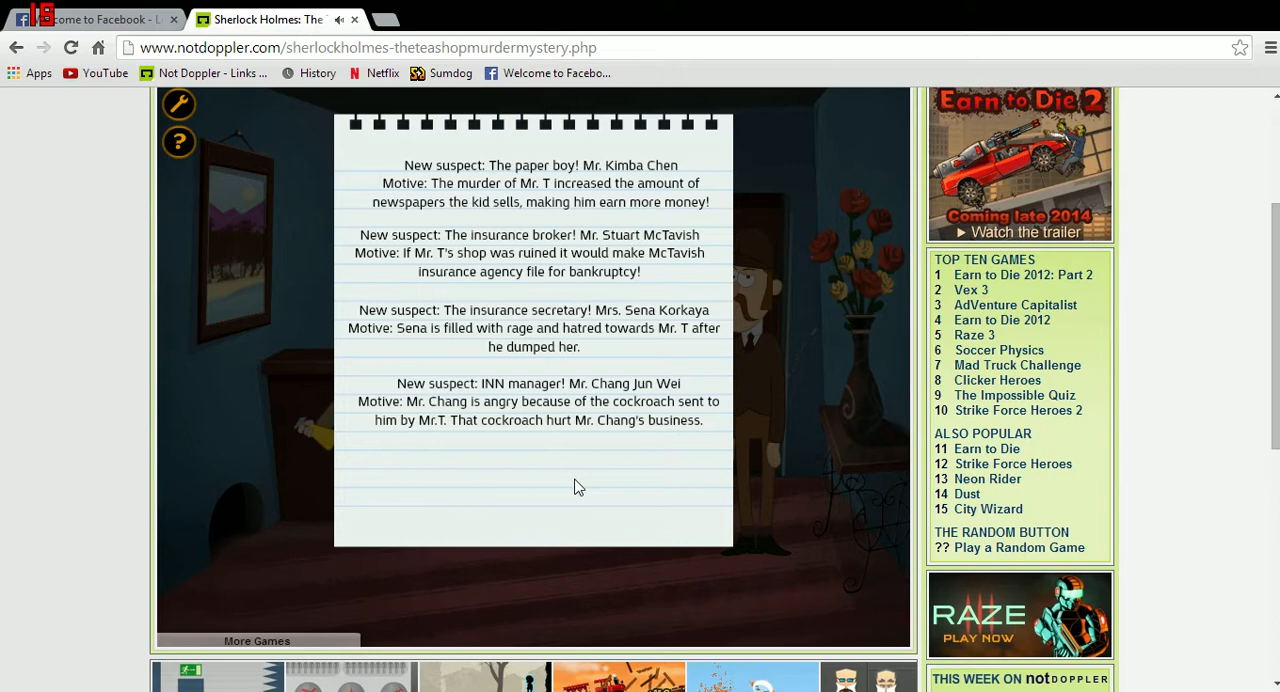 19
Welcome to Facebook - L
Sherlock Holmes: The
www.notdoppler.com/sherlockholmes-theteashopmurdermystery.php
Apps
YouTube
Not Doppler - Links ...
History
Netflix
Sumdog
Welcome to Facebo...
?
New suspect: The paper boy! Mr. Kimba Chen
Motive: The murder of Mr. T increased the amount of
newspapers the kid sells, making him earn more money!
New suspect: The insurance broker! Mr. Stuart McTavish
Motive: If Mr. T's shop was ruined it would make McTavish
insurance agency file for bankruptcy!
New suspect: The insurance secretary! Mrs. Sena Korkaya
Motive: Sena is filled with rage and hatred towards Mr. T after
he dumped her.
New suspect: INN manager! Mr. Chang Jun Wei
Motive: Mr. Chang is angry because of the cockroach sent to
him by Mr.T. That cockroach hurt Mr. Chang's business.
More Games
Earn to Die 2
Coming late 2014
Watch the trailer
TOP TEN GAMES
1 Earn to Die 2012: Part 2
2 Vex 3
3 AdVenture Capitalist
4 Earn to Die 2012
5 Raze 3
6 Soccer Physics
7 Mad Truck Challenge
8 Clicker Heroes
9 The Impossible Quiz
10 Strike Force Heroes 2
ALSO POPULAR
11 Earn to Die
12 Strike Force Heroes
13 Neon Rider
14 Dust
15 City Wizard
THE RANDOM BUTTON
?? Play a Random Game
RAZE
PLAY NOW
THIS WEEK ON notDOPPLER